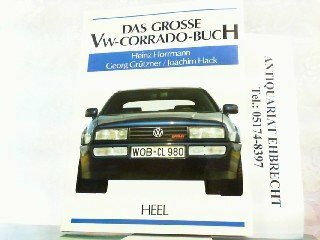 DAS GROSSE
VW-CORRADO-BUCH
Heinz Horrmann
Georg Grützner / Joachim Hack
WOB-CL 980
HEEL
ANTIQUARIAT EHBRECHT
Tel.: 05174-8397